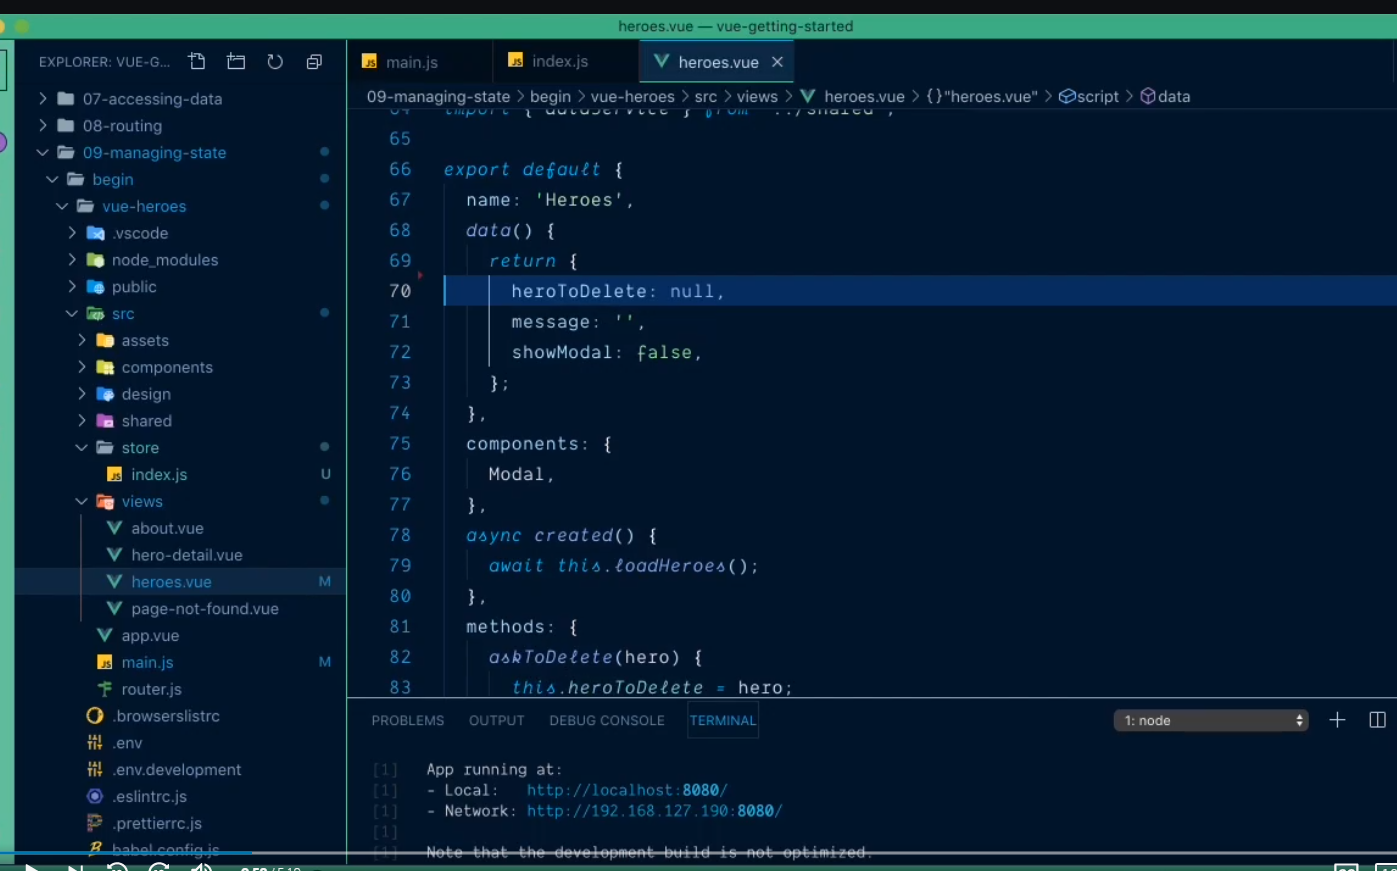 heroes.vue — vue-getting-started
EXPLORER: VUE-G...
07-accessing-data
08-routing
09-managing-state
begin
vue-heroes
.vscode
node_modules
public
src
assets
components
design
shared
store
index.js U
views
about.vue
hero-detail.vue
heroes.vue M
page-not-found.vue
app.vue
main.js M
router.js
.browserslistrc
.env
.env.development
.eslintrc.js
.prettierrc.js
babel.config.js
JS main.js
JS index.js
heroes.vue ×
09-managing-state > begin > vue-heroes > src > views > heroes.vue > {}"heroes.vue" > script > data
64 import { dataService } from '../shared';
65
66 export default {
67 name: 'Heroes',
68 data() {
69 return {
70 heroToDelete: null,
71 message: '',
72 showModal: false,
73 };
74 },
75 components: {
76 Modal,
77 },
78 async created() {
79 await this.loadHeroes();
80 },
81 methods: {
82 askToDelete(hero) {
83 this.heroToDelete = hero;
PROBLEMS OUTPUT DEBUG CONSOLE TERMINAL 1: node
[1] App running at:
[1] - Local: http://localhost:8080/
[1] - Network: http://192.168.127.190:8080/
[1]
[1] Note that the development build is not optimized.